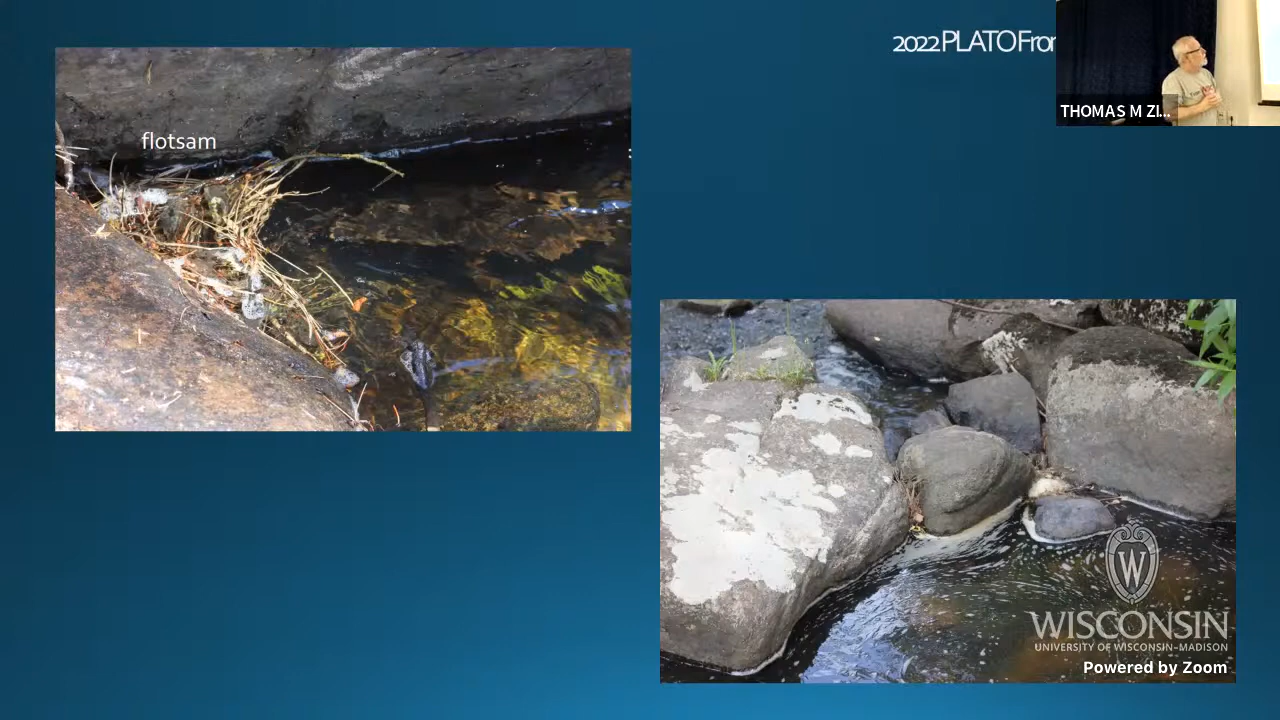 2022 PLATO Fron
THOMAS M ZI...
flotsam
W
WISCONSIN
UNIVERSITY OF WISCONSIN–MADISON
Powered by Zoom